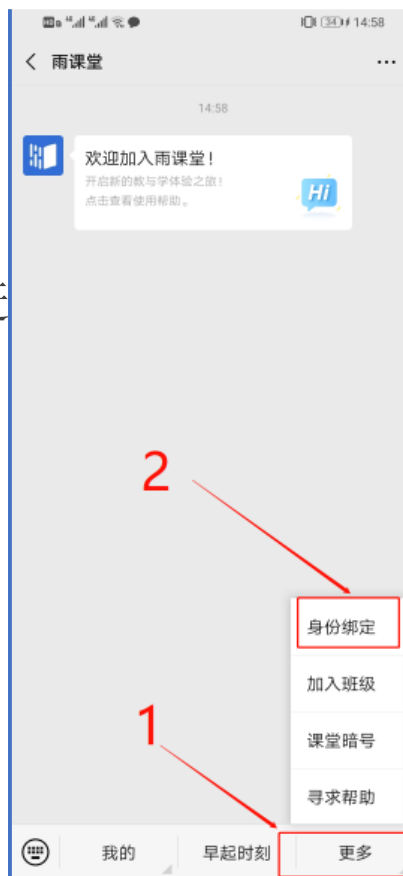 14:58
雨课堂
14:58
欢迎加入雨课堂！
开启新的教与学体验之旅！
点击查看使用帮助。
Hi
2
身份绑定
加入班级
1
课堂暗号
寻求帮助
我的
早起时刻
更多